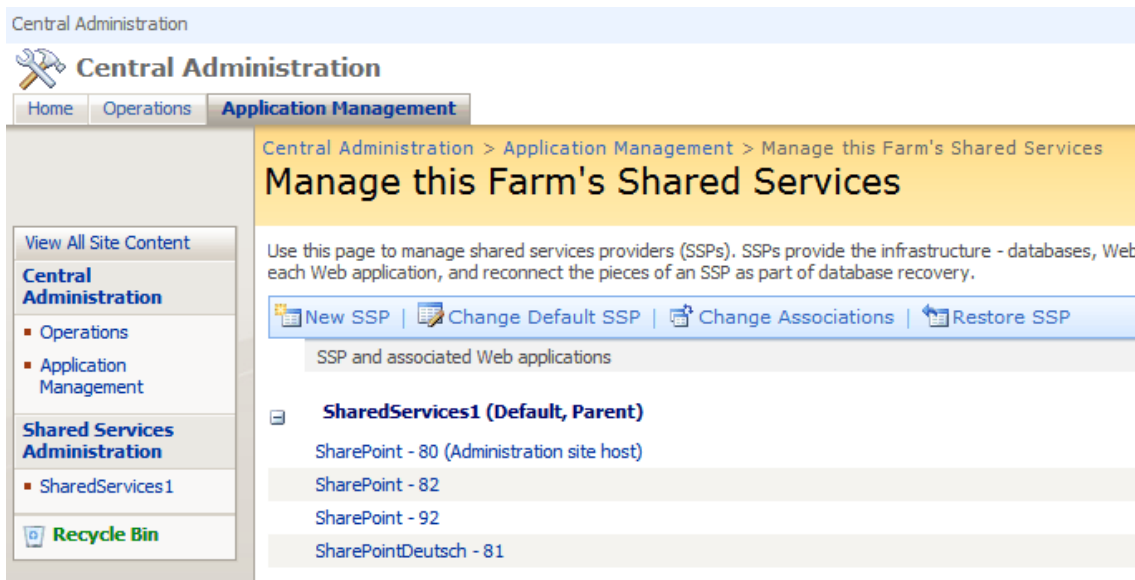 Central Administration
Central Administration
Home Operations Application Management
Central Administration > Application Management > Manage this Farm's Shared Services
Manage this Farm's Shared Services
View All Site Content
Central
Administration
Operations
Application
Management
Shared Services
Administration
SharedServices1
Recycle Bin
Use this page to manage shared services providers (SSPs). SSPs provide the infrastructure - databases, Web
each Web application, and reconnect the pieces of an SSP as part of database recovery.
New SSP | Change Default SSP | Change Associations | Restore SSP
SSP and associated Web applications
SharedServices1 (Default, Parent)
SharePoint - 80 (Administration site host)
SharePoint - 82
SharePoint - 92
SharePointDeutsch - 81